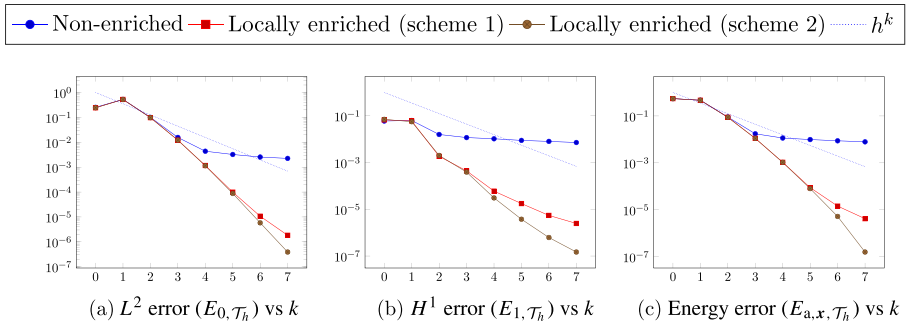 Non-enriched Locally enriched (scheme 1) Locally enriched (scheme 2) h^k
10^0
10^−1
10^−2
10^−3
10^−4
10^−5
10^−6
10^−7
0 1 2 3 4 5 6 7
(a) L^2 error (E_{0,𝒯_h}) vs k
10^−1
10^−3
10^−5
10^−7
0 1 2 3 4 5 6 7
(b) H^1 error (E_{1,𝒯_h}) vs k
10^−1
10^−3
10^−5
10^−7
0 1 2 3 4 5 6 7
(c) Energy error (E_{a,x,𝒯_h}) vs k